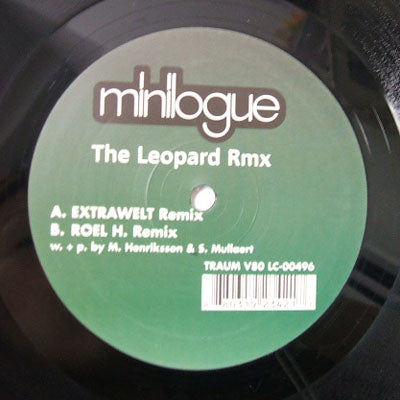 minilogue
The Leopard Rmx
A. EXTRAWELT Remix
B. ROEL H. Remix
w. + p. by M. Henriksson & S. Mullaert
TRAUM V80 LC-00496